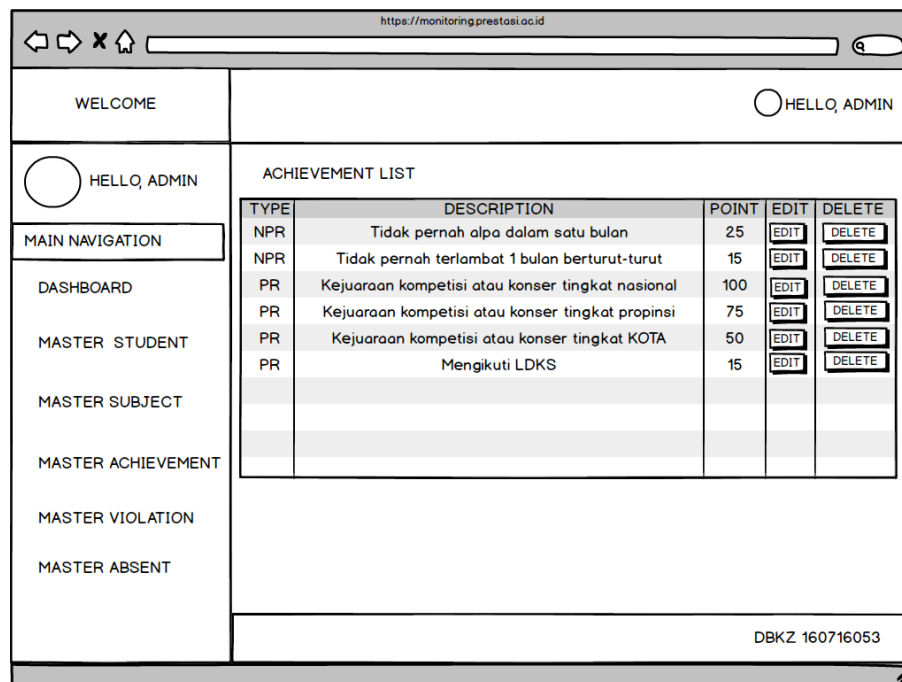 https://monitoring.prestasi.ac.id
WELCOME
HELLO, ADMIN
HELLO, ADMIN
MAIN NAVIGATION
DASHBOARD
MASTER STUDENT
MASTER SUBJECT
MASTER ACHIEVEMENT
MASTER VIOLATION
MASTER ABSENT
ACHIEVEMENT LIST
TYPE DESCRIPTION POINT EDIT DELETE
NPR Tidak pernah alpa dalam satu bulan 25 EDIT DELETE
NPR Tidak pernah terlambat 1 bulan berturut-turut 15 EDIT DELETE
PR Kejuaraan kompetisi atau konser tingkat nasional 100 EDIT DELETE
PR Kejuaraan kompetisi atau konser tingkat propinsi 75 EDIT DELETE
PR Kejuaraan kompetisi atau konser tingkat KOTA 50 EDIT DELETE
PR Mengikuti LDKS 15 EDIT DELETE
DBKZ 160716053